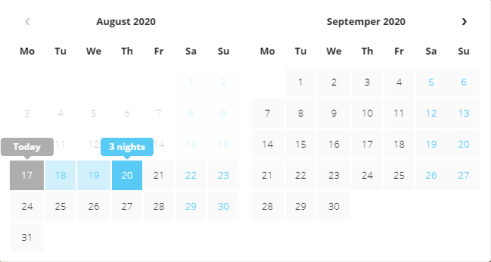 August 2020
Mo Tu We Th Fr Sa Su
1 2
3 4 5 6 7 8 9
11 12 14 15 16
Today 3 nights
17 18 19 20 21 22 23
24 25 26 27 28 29 30
31
Septemper 2020
Mo Tu We Th Fr Sa Su
1 2 3 4 5 6
7 8 9 10 11 12 13
14 15 16 17 18 19 20
21 22 23 24 25 26 27
28 29 30